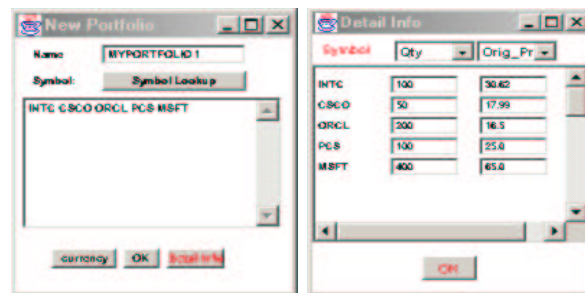 New Portfolio
Name MYPORTFOLIO 1
Symbol: Symbol Lookup
INTC CSCO ORCL PCS MSFT
currency OK Detail Info
Detail Info
Symbol Qty Orig_Pr
INTC 100 30.62
CSCO 50 17.99
ORCL 200 16.5
PCS 100 25.0
MSFT 400 65.0
OK